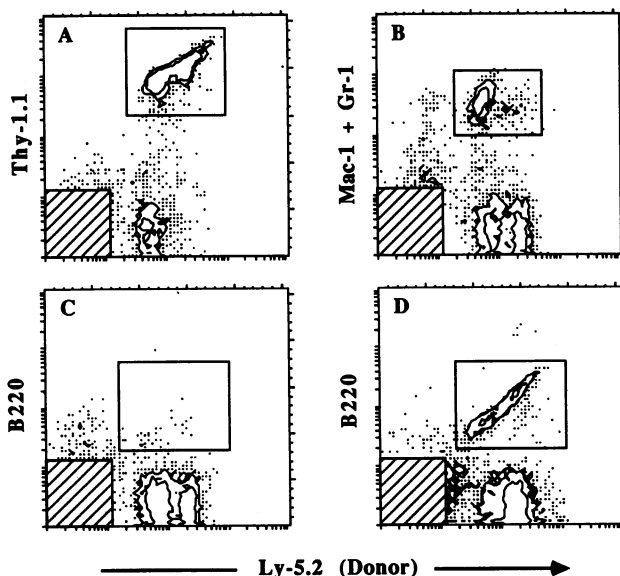 A
Thy-1.1
B
Mac-1 + Gr-1
C
B220
D
B220
Ly-5.2 (Donor)